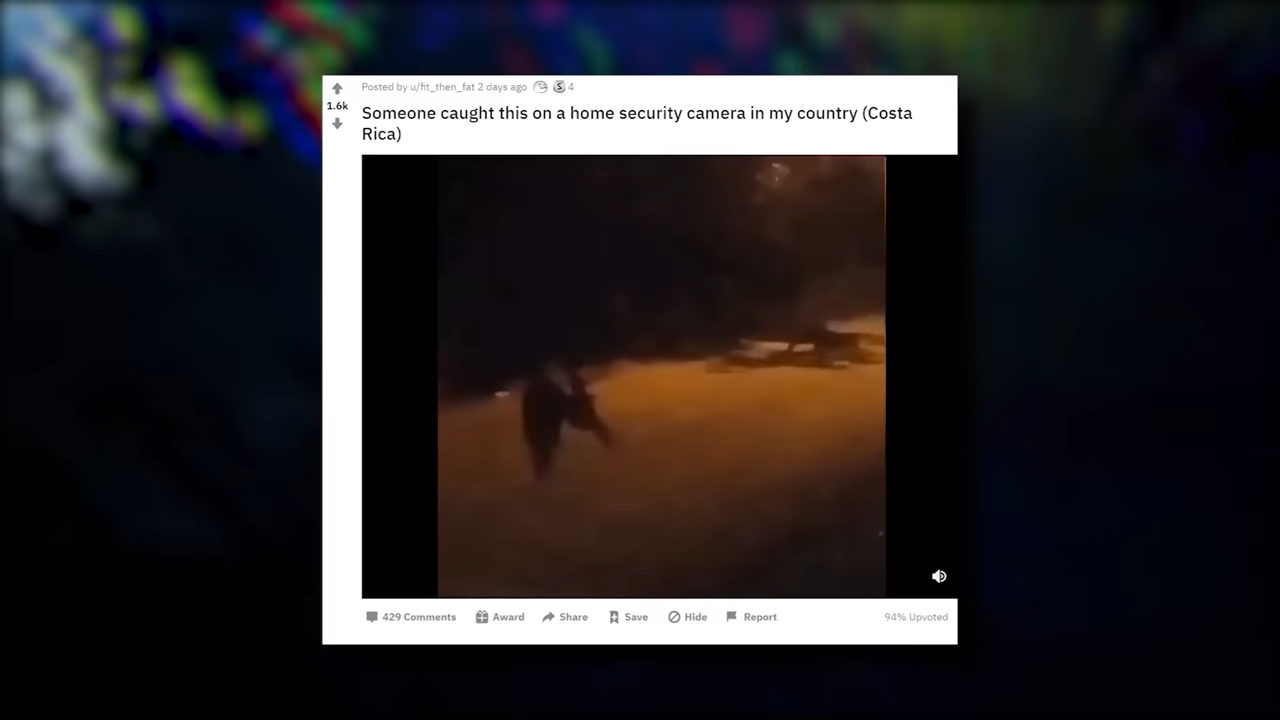 Posted by u/fit_then_fat 2 days ago 4
1.6k
Someone caught this on a home security camera in my country (Costa
Rica)
429 Comments Award Share Save Hide Report 94% Upvoted